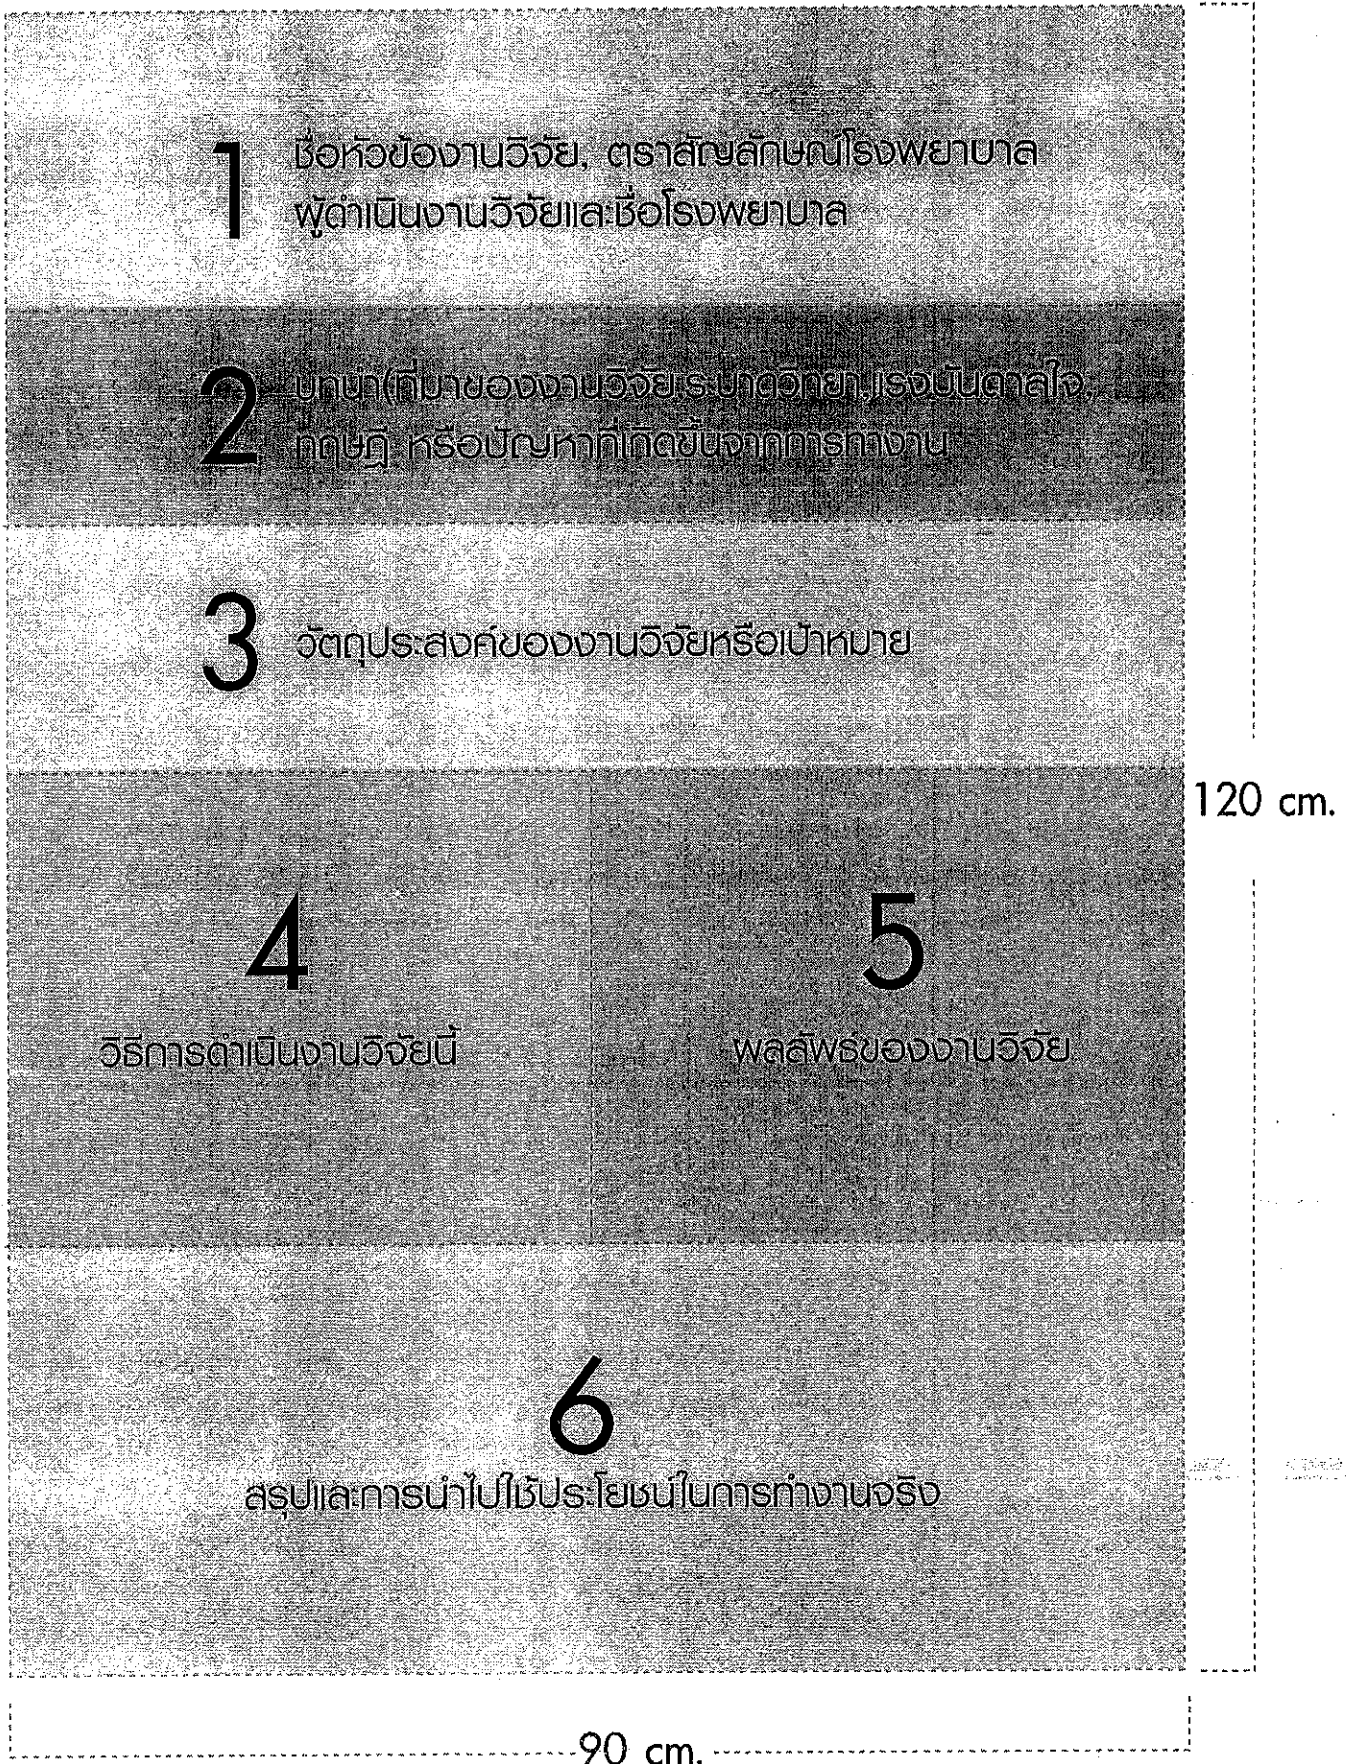 1
ชื่อหัวข้องานวิจัย, ตราสัญลักษณ์โรงพยาบาล
ผู้ดำเนินงานวิจัยและชื่อโรงพยาบาล
2
บทนำ(ที่มาของงานวิจัย,ระบาดวิทยา,แรงบันดาลใจ,
ทฤษฎี หรือปัญหาที่เกิดขึ้นจากการทำงาน
3
วัตถุประสงค์ของงานวิจัยหรือเป้าหมาย
120 cm.
4
วิธีการดำเนินงานวิจัยนี้
5
ผลลัพธ์ของงานวิจัย
6
สรุปและการนำไปใช้ประโยชน์ในการทำงานจริง
90 cm.